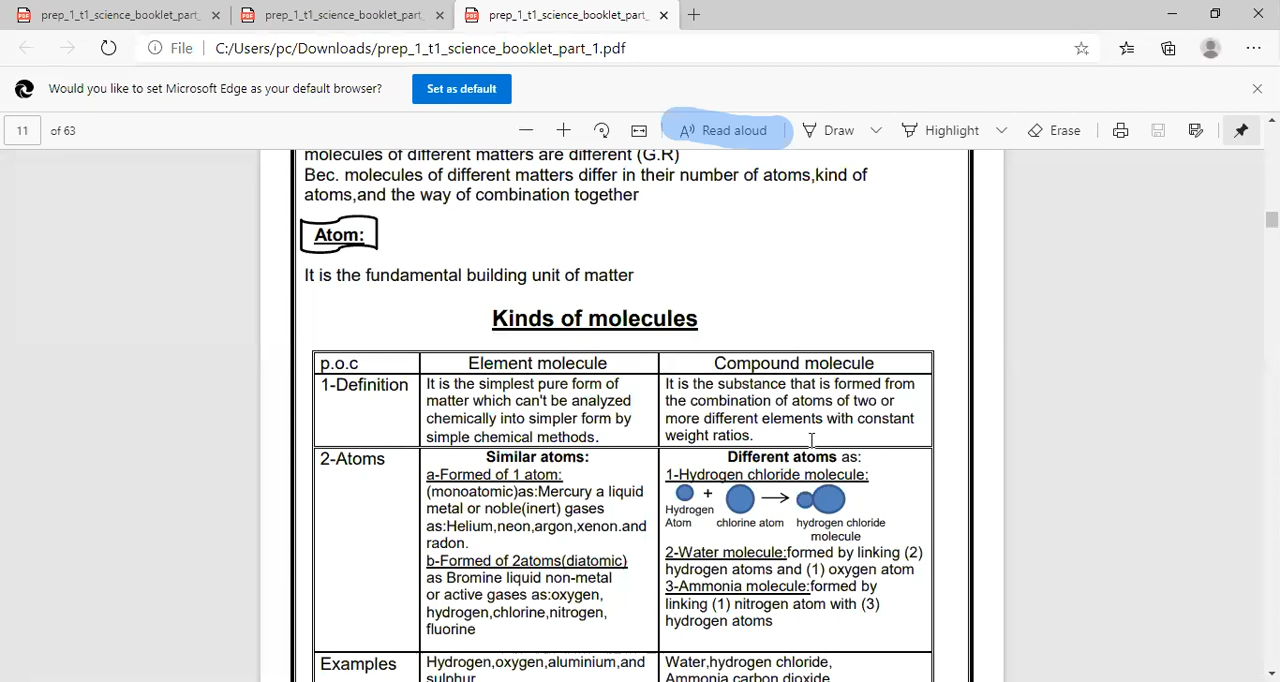 prep_1_t1_science_booklet_part_
prep_1_t1_science_booklet_part_
prep_1_t1_science_booklet_part_
File
C:/Users/pc/Downloads/prep_1_t1_science_booklet_part_1.pdf
Would you like to set Microsoft Edge as your default browser?
Set as default
11 of 63
Read aloud
Draw
Highlight
Erase
molecules of different matters are different (G.R)
Bec. molecules of different matters differ in their number of atoms,kind of
atoms,and the way of combination together
Atom:
It is the fundamental building unit of matter
Kinds of molecules
p.o.c
Element molecule
Compound molecule
1-Definition
It is the simplest pure form of
matter which can't be analyzed
chemically into simpler form by
simple chemical methods.
It is the substance that is formed from
the combination of atoms of two or
more different elements with constant
weight ratios.
2-Atoms
Similar atoms:
a-Formed of 1 atom:
(monoatomic)as:Mercury a liquid
metal or noble(inert) gases
as:Helium,neon,argon,xenon.and
radon.
b-Formed of 2atoms(diatomic)
as Bromine liquid non-metal
or active gases as:oxygen,
hydrogen,chlorine,nitrogen,
fluorine
Different atoms as:
1-Hydrogen chloride molecule:
+
Hydrogen
Atom
chlorine atom
hydrogen chloride
molecule
2-Water molecule:formed by linking (2)
hydrogen atoms and (1) oxygen atom
3-Ammonia molecule:formed by
linking (1) nitrogen atom with (3)
hydrogen atoms
Examples
Hydrogen,oxygen,aluminium,and
sulphur
Water,hydrogen chloride,
Ammonia carbon dioxide